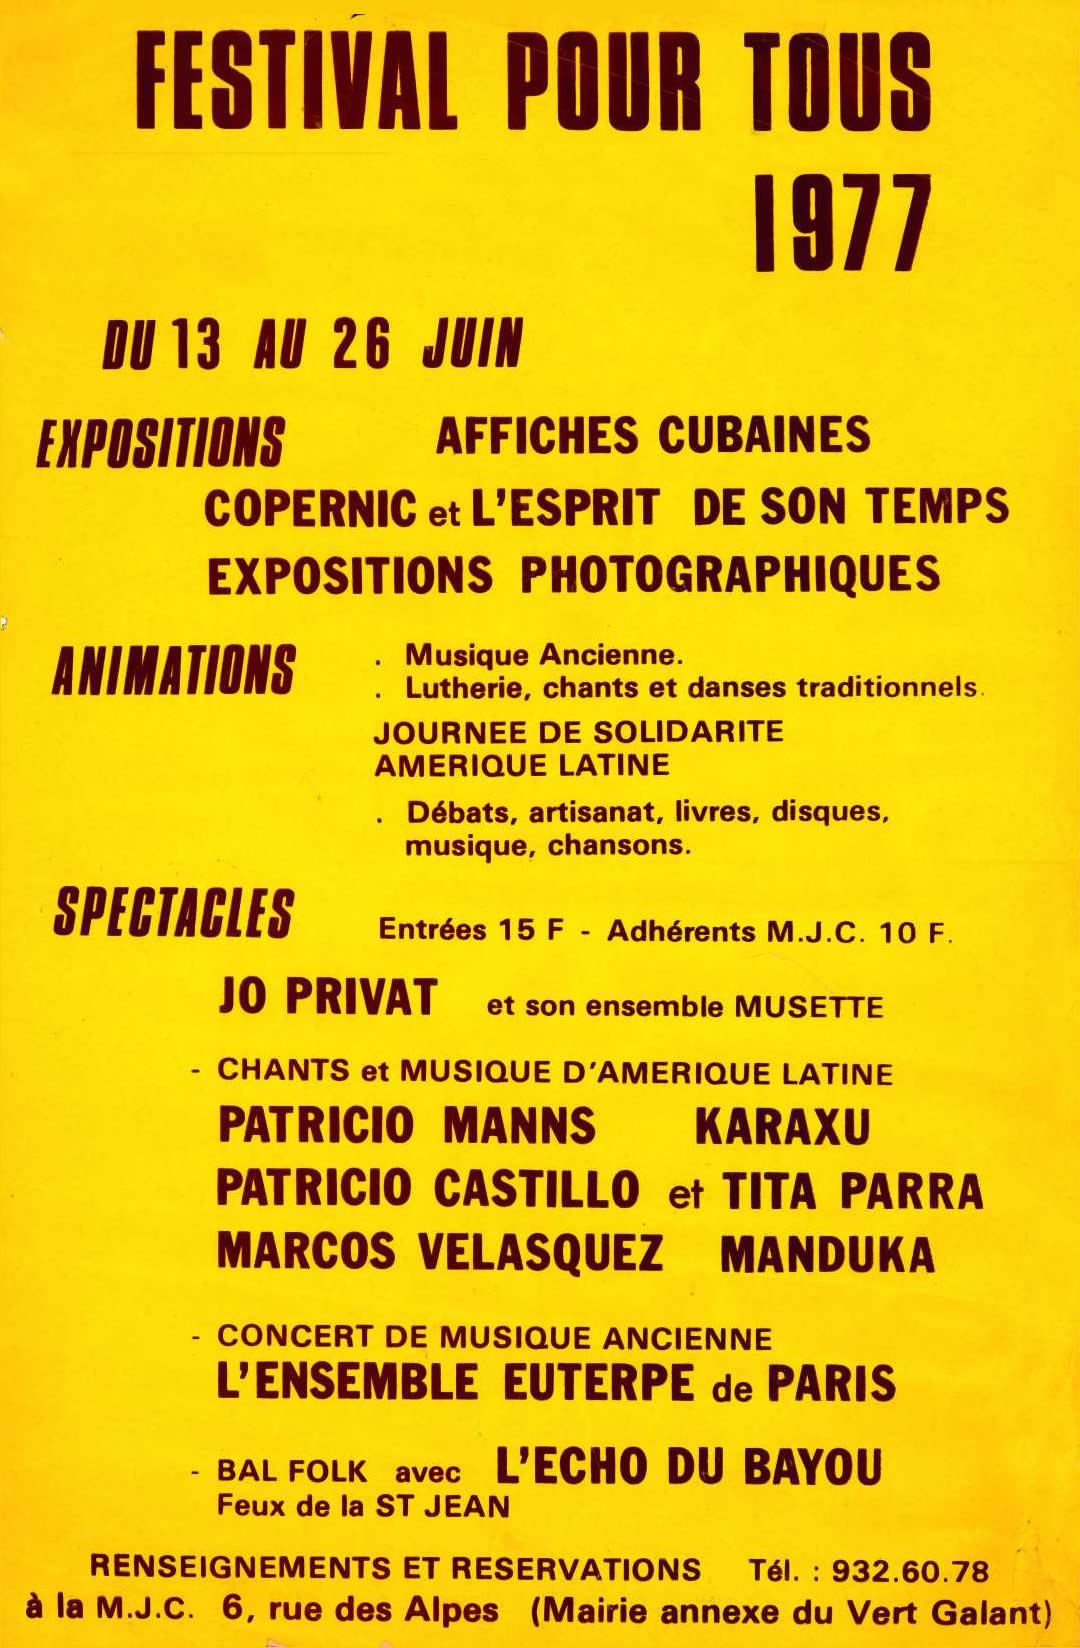 FESTIVAL POUR TOUS
1977
DU 13 AU 26 JUIN
EXPOSITIONS AFFICHES CUBAINES
COPERNIC et L'ESPRIT DE SON TEMPS
EXPOSITIONS PHOTOGRAPHIQUES
ANIMATIONS . Musique Ancienne.
. Lutherie, chants et danses traditionnels.
JOURNEE DE SOLIDARITE
AMERIQUE LATINE
. Débats, artisanat, livres, disques,
musique, chansons.
SPECTACLES Entrées 15 F - Adhérents M.J.C. 10 F.
JO PRIVAT et son ensemble MUSETTE
- CHANTS et MUSIQUE D'AMERIQUE LATINE
PATRICIO MANNS KARAXU
PATRICIO CASTILLO et TITA PARRA
MARCOS VELASQUEZ MANDUKA
- CONCERT DE MUSIQUE ANCIENNE
L'ENSEMBLE EUTERPE de PARIS
- BAL FOLK avec L'ECHO DU BAYOU
Feux de la ST JEAN
RENSEIGNEMENTS ET RESERVATIONS Tél. : 932.60.78
à la M.J.C. 6, rue des Alpes (Mairie annexe du Vert Galant)